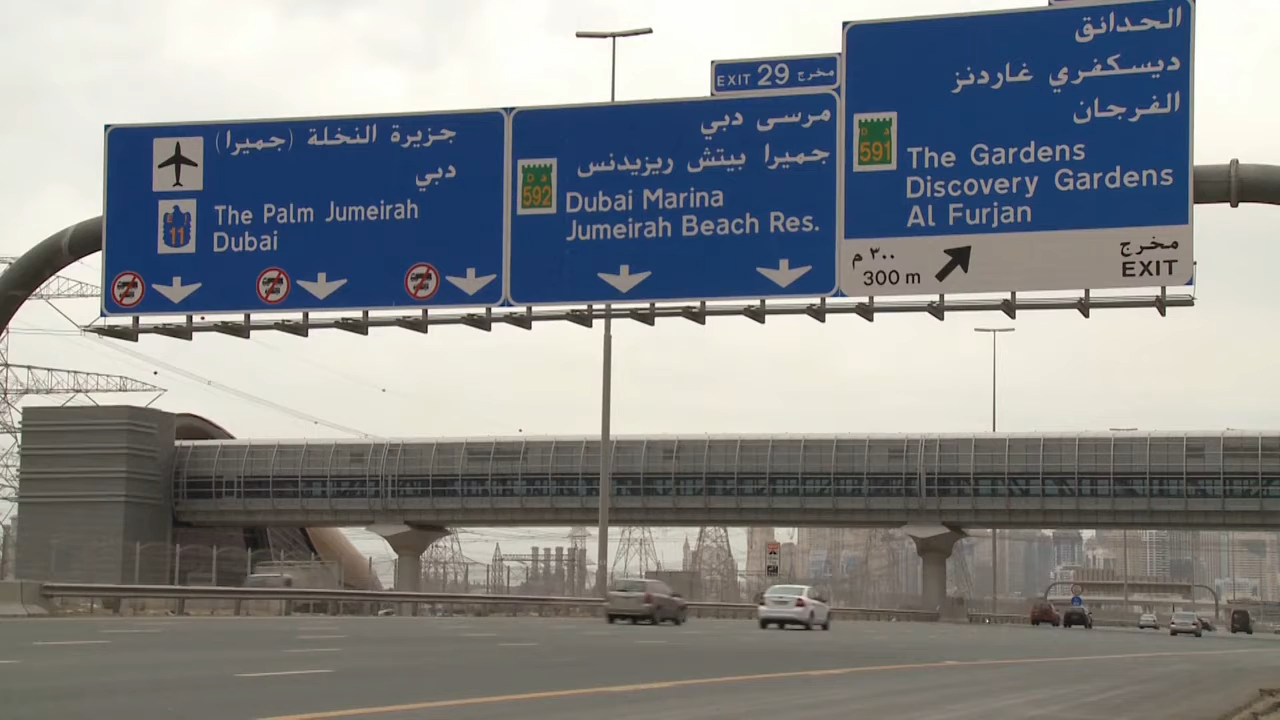 جزيرة النخلة (جميرا)
دبي
The Palm Jumeirah
11
Dubai
EXIT 29 مخرج
مرسى دبي
جميرا بيتش ريزيدنس
D د
592
Dubai Marina
Jumeirah Beach Res.
الحدائق
ديسكفري غاردنز
الفرجان
D د
591
The Gardens
Discovery Gardens
Al Furjan
٣٠٠ م
300 m
مخرج
EXIT